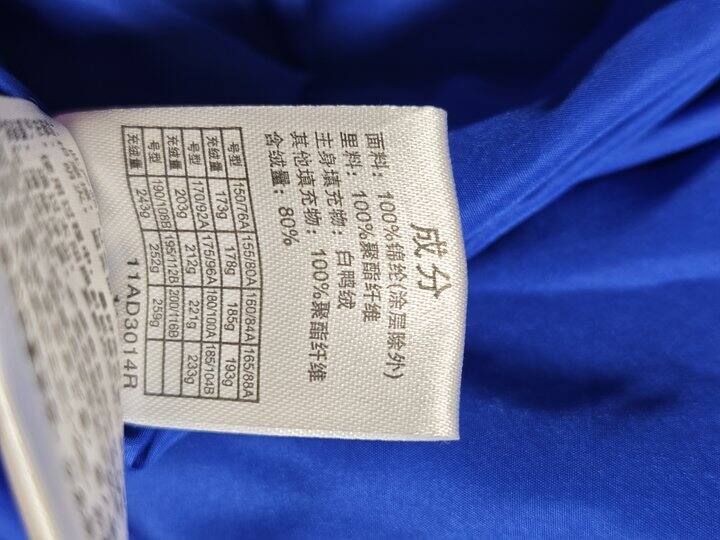 成分
面料：100%锦纶(涂层除外)
里料：100%聚酯纤维
主身填充物：白鸭绒
其他填充物：100%聚酯纤维
含绒量：80%
号型 150/76A 155/80A 160/84A 165/88A
充绒量 173g 178g 185g 193g
号型 170/92A 175/96A 180/100A 185/104B
充绒量 203g 212g 221g 233g
号型 190/108B 195/112B 200/116B
充绒量 243g 252g 259g
11AD3014R